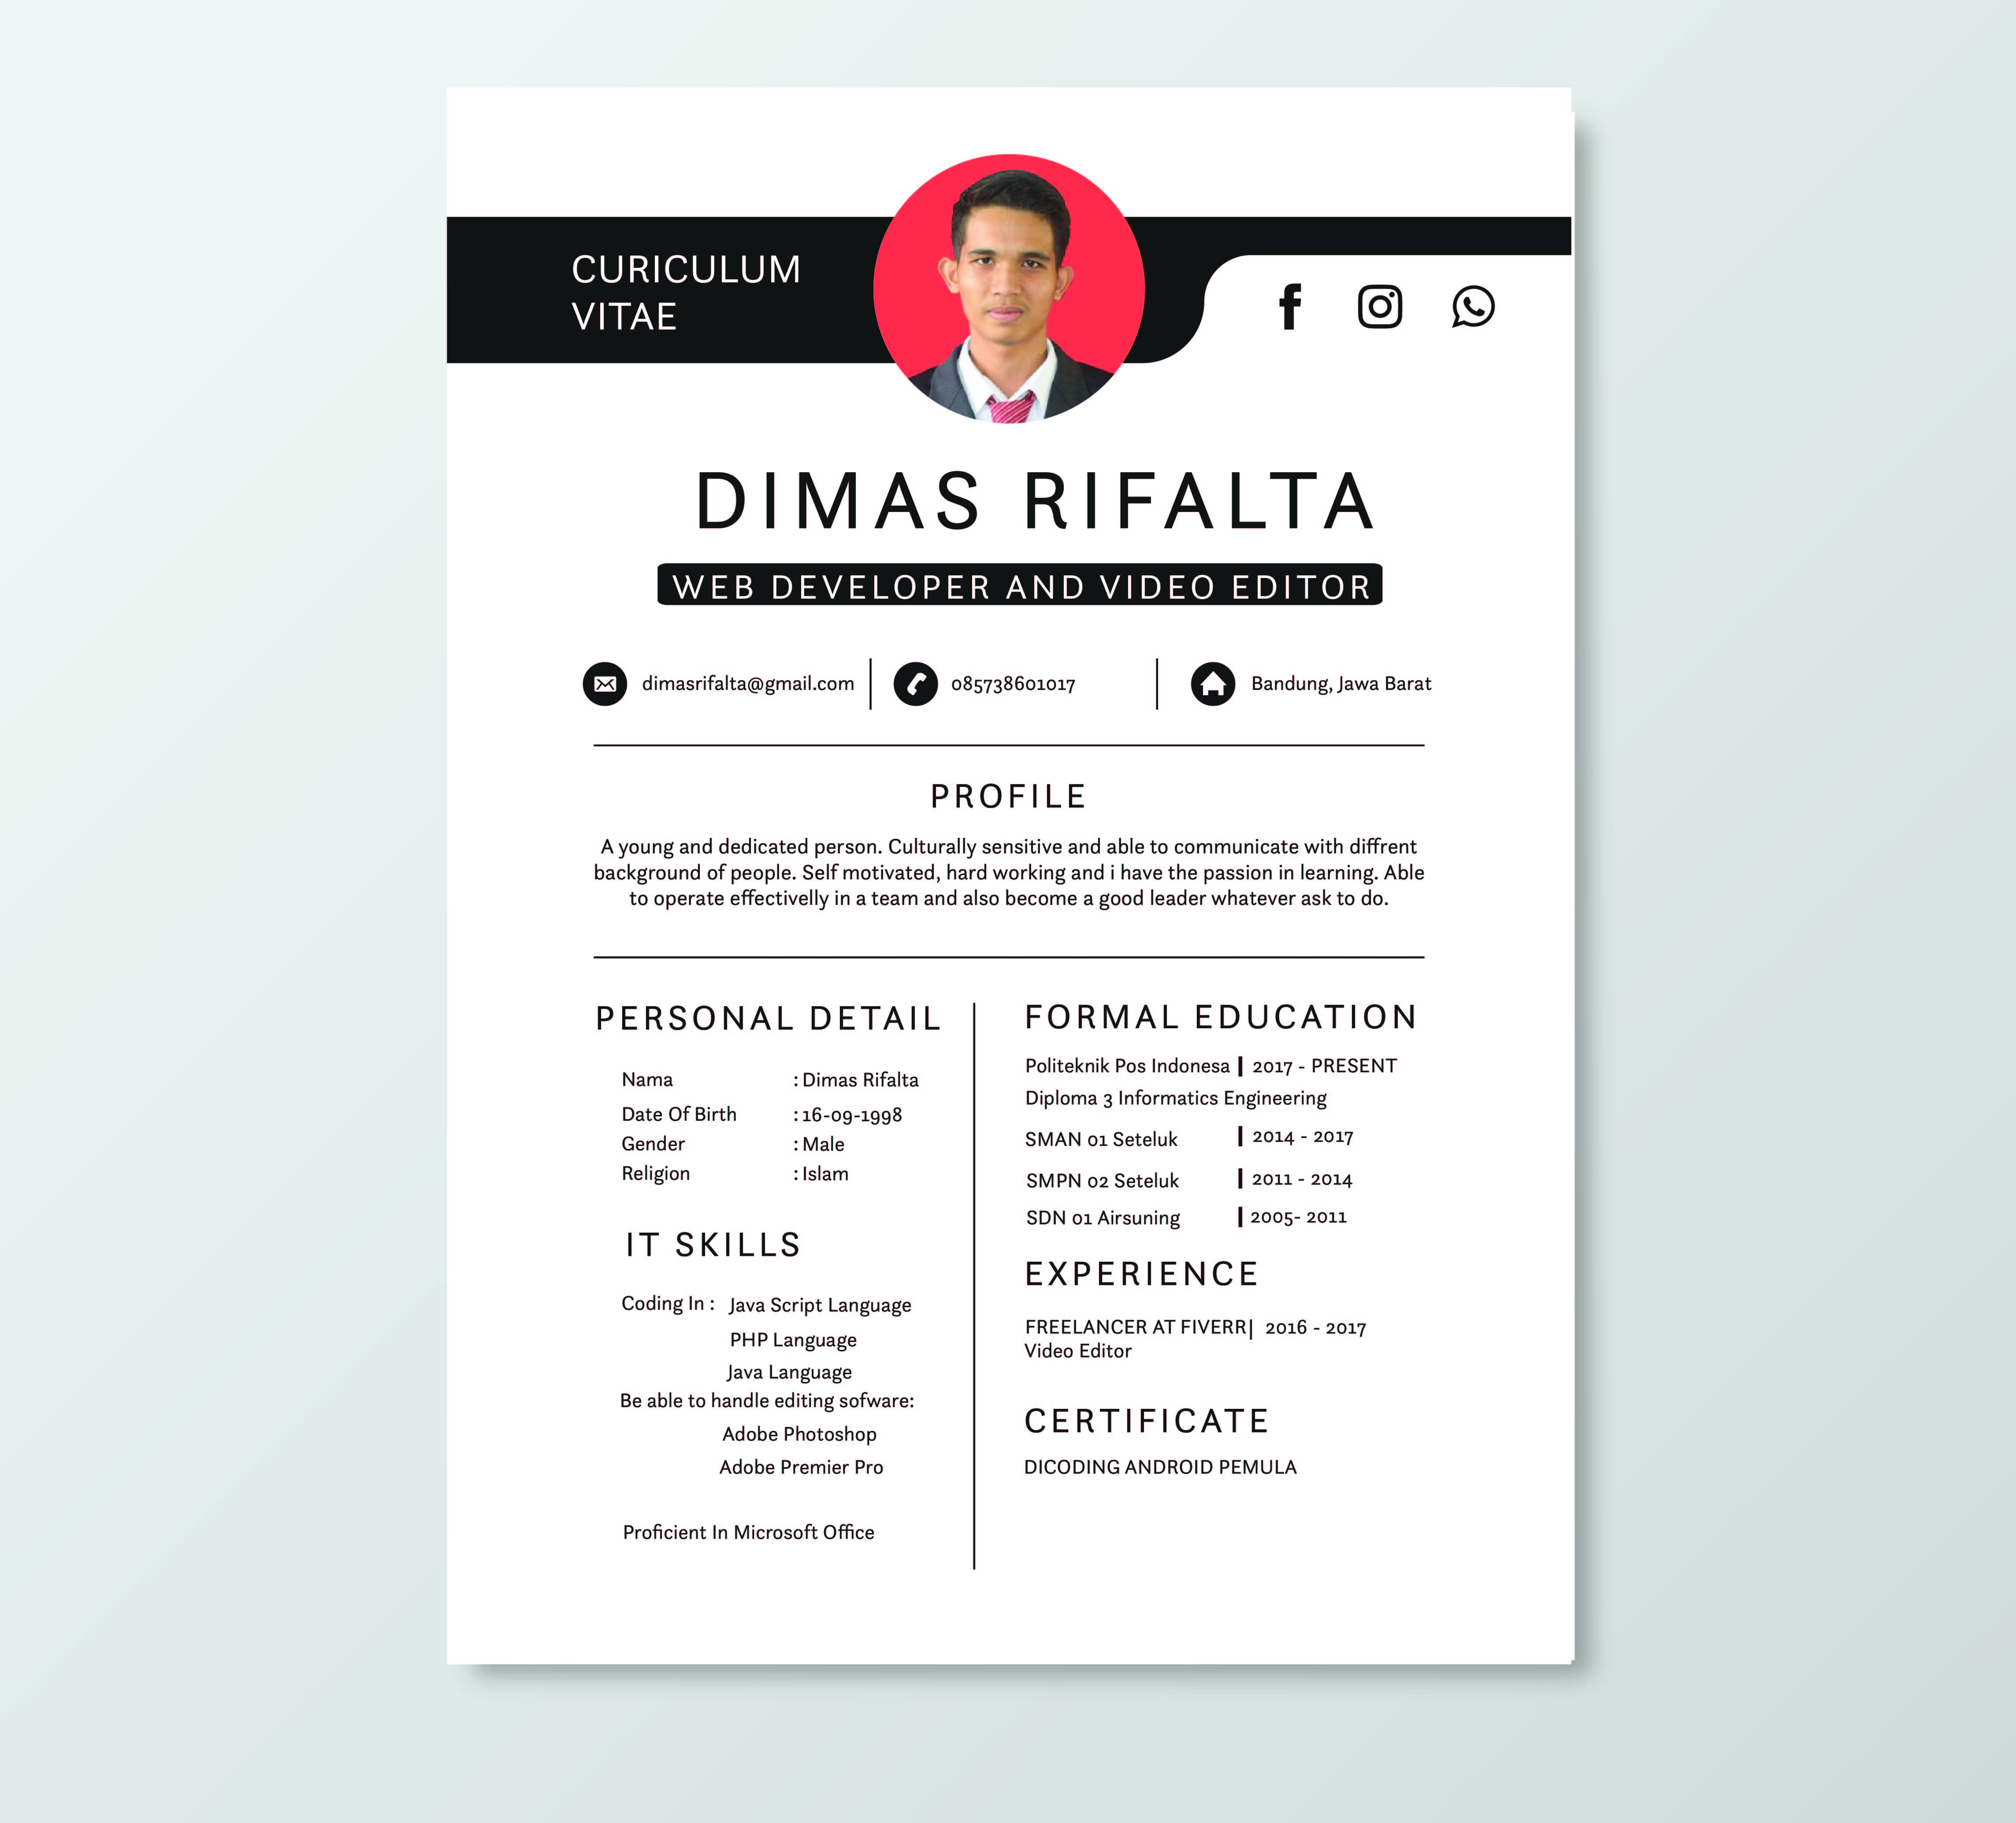 CURICULUM
VITAE
DIMAS RIFALTA
WEB DEVELOPER AND VIDEO EDITOR
dimasrifalta@gmail.com
085738601017
Bandung, Jawa Barat
PROFILE
A young and dedicated person. Culturally sensitive and able to communicate with diffrent
background of people. Self motivated, hard working and i have the passion in learning. Able
to operate effectivelly in a team and also become a good leader whatever ask to do.
PERSONAL DETAIL
Nama : Dimas Rifalta
Date Of Birth : 16-09-1998
Gender : Male
Religion : Islam
IT SKILLS
Coding In : Java Script Language
PHP Language
Java Language
Be able to handle editing sofware:
Adobe Photoshop
Adobe Premier Pro
Proficient In Microsoft Office
FORMAL EDUCATION
Politeknik Pos Indonesa | 2017 - PRESENT
Diploma 3 Informatics Engineering
SMAN 01 Seteluk | 2014 - 2017
SMPN 02 Seteluk | 2011 - 2014
SDN 01 Airsuning | 2005- 2011
EXPERIENCE
FREELANCER AT FIVERR| 2016 - 2017
Video Editor
CERTIFICATE
DICODING ANDROID PEMULA